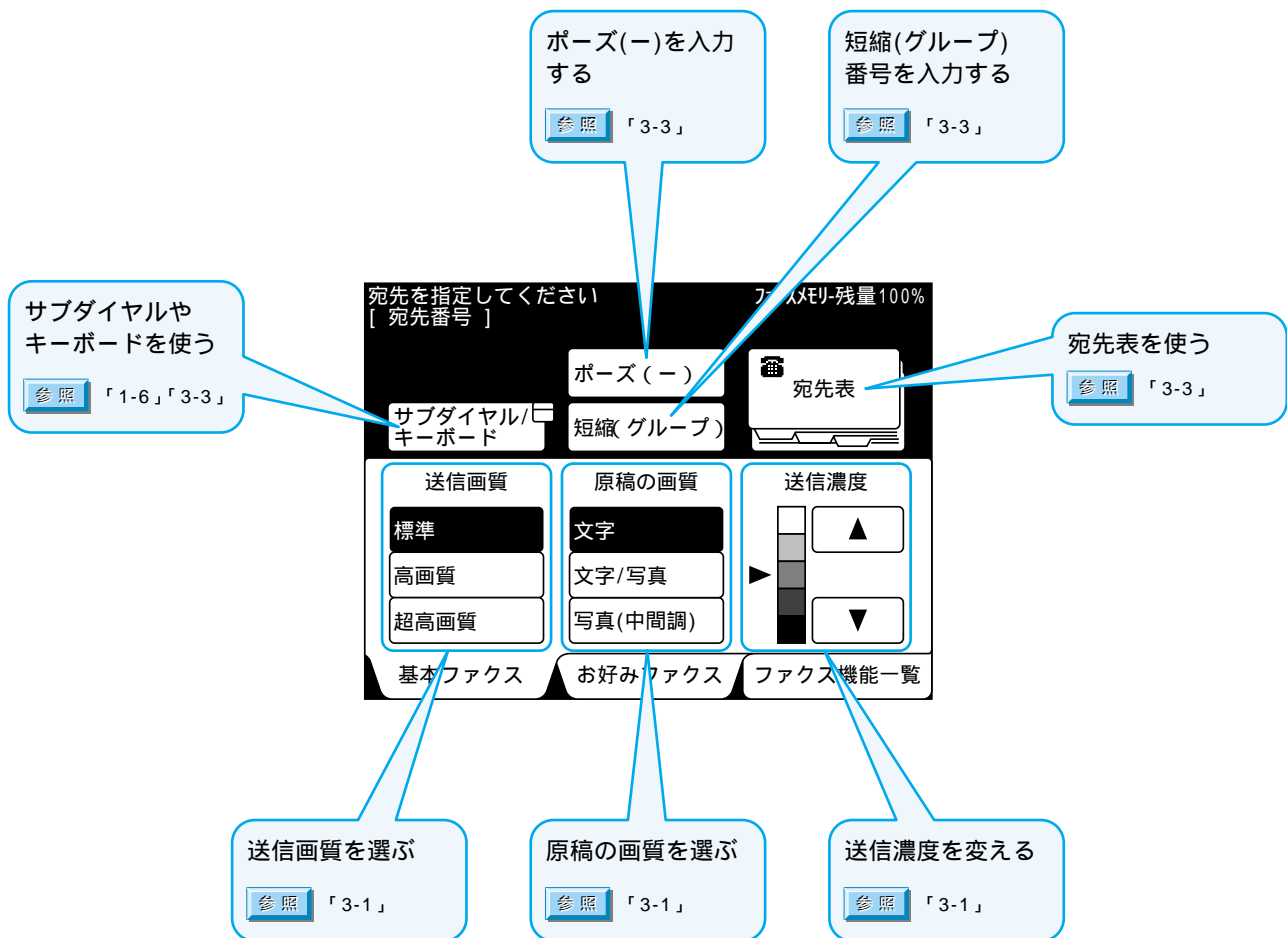 ポーズ(ー)を入力
する
参照 「3-3」
短縮(グループ)
番号を入力する
参照 「3-3」
サブダイヤルや
キーボードを使う
参照 「1-6」「3-3」
宛先を指定してください
[ 宛先番号 ]
残量100%
ポーズ(ー)
宛先表
サブダイヤル/
キーボード
短縮(グループ)
宛先表を使う
参照 「3-3」
送信画質
標準
高画質
超高画質
原稿の画質
文字
文字/写真
写真(中間調)
送信濃度
▲
▼
基本ファクス
お好みファクス
ファクス機能一覧
送信画質を選ぶ
参照 「3-1」
原稿の画質を選ぶ
参照 「3-1」
送信濃度を変える
参照 「3-1」